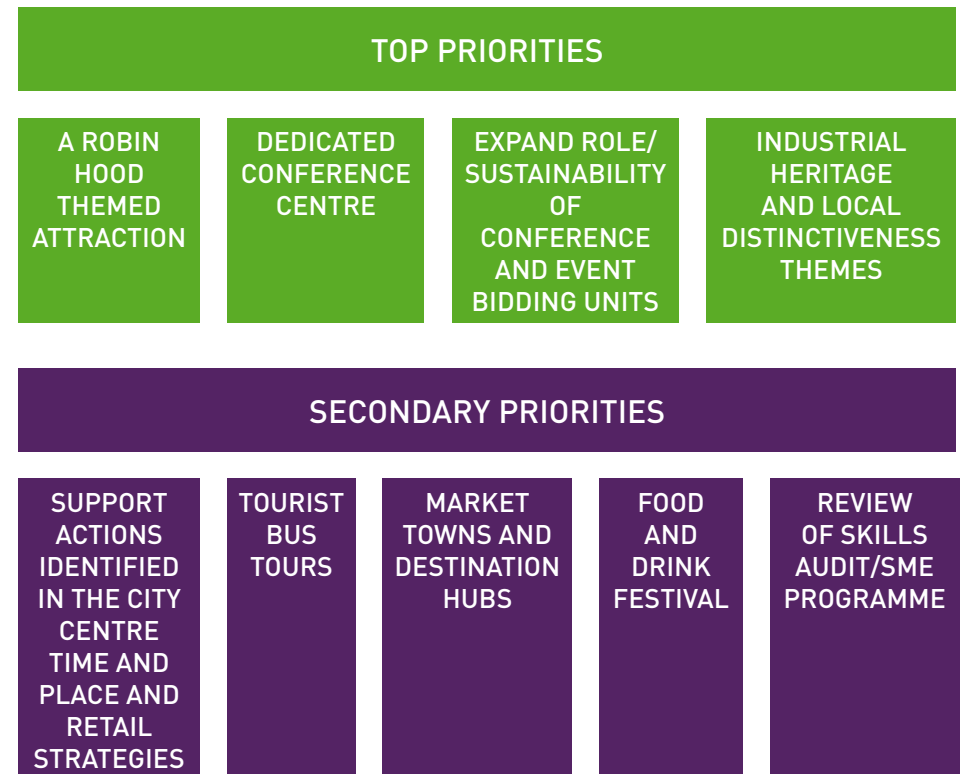 TOP PRIORITIES
A ROBIN
HOOD
THEMED
ATTRACTION
DEDICATED
CONFERENCE
CENTRE
EXPAND ROLE/
SUSTAINABILITY
OF
CONFERENCE
AND EVENT
BIDDING UNITS
INDUSTRIAL
HERITAGE
AND LOCAL
DISTINCTIVENESS
THEMES
SECONDARY PRIORITIES
SUPPORT
ACTIONS
IDENTIFIED
IN THE CITY
CENTRE
TIME AND
PLACE AND
RETAIL
STRATEGIES
TOURIST
BUS
TOURS
MARKET
TOWNS AND
DESTINATION
HUBS
FOOD
AND
DRINK
FESTIVAL
REVIEW
OF SKILLS
AUDIT/SME
PROGRAMME